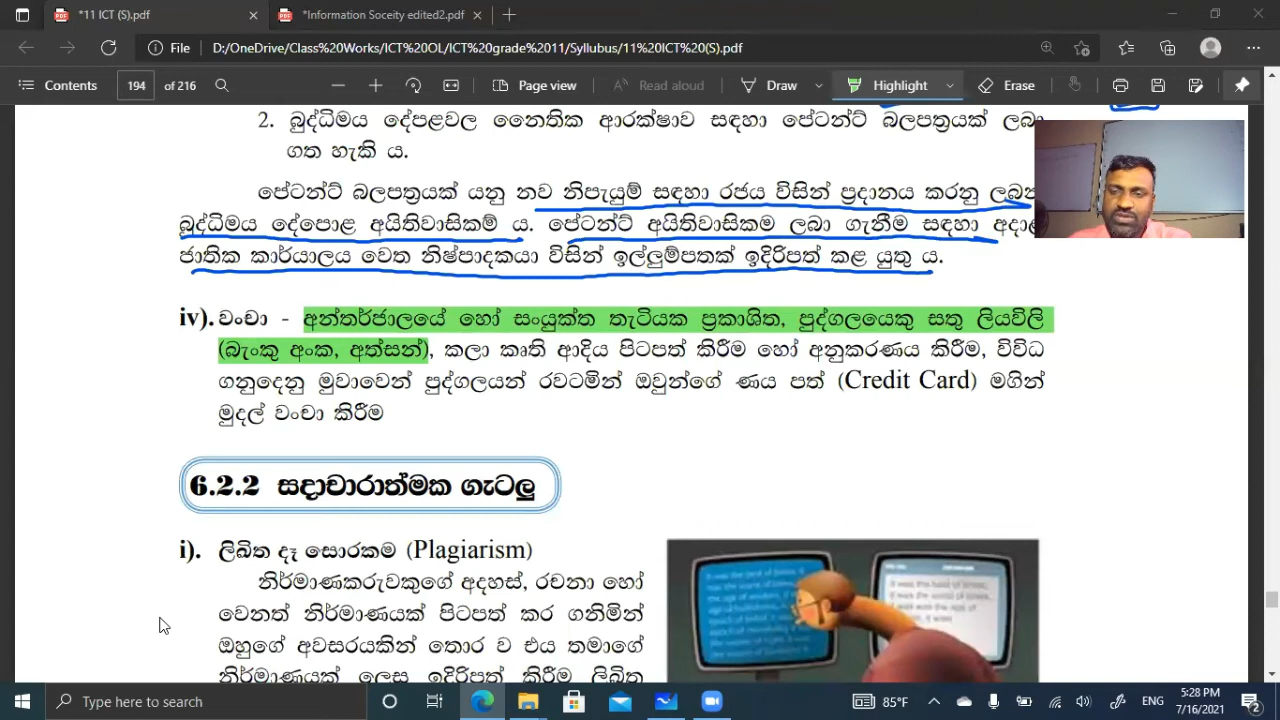 *11 ICT (S).pdf
*Information Soceity edited2.pdf
File D:/OneDrive/Class%20Works/ICT%20OL/ICT%20grade%2011/Syllubus/11%20ICT%20(S).pdf
Contents 194 of 216 Page view Read aloud Draw Highlight Erase
2. බුද්ධිමය දේපළවල නෛතික ආරක්ෂාව සඳහා පේටන්ට් බලපත්‍රයක් ලබා
ගත හැකි ය.
පේටන්ට් බලපත්‍රයක් යනු නව නිපැයුම් සඳහා රජය විසින් ප්‍රදානය කරනු ලබන
බුද්ධිමය දේපොළ අයිතිවාසිකම් ය. පේටන්ට් අයිතිවාසිකම ලබා ගැනීම සඳහා
ජාතික කාර්යාලය වෙත නිෂ්පාදකයා විසින් ඉල්ලුම්පතක් ඉදිරිපත් කළ යුතු ය.
iv). වංචා - අන්තර්ජාලයේ හෝ සංයුක්ත තැටියක ප්‍රකාශිත, පුද්ගලයෙකු සතු ලියවිලි
(බැංකු අංක, අත්සන්), කලා කෘති ආදිය පිටපත් කිරීම හෝ අනුකරණය කිරීම, විවිධ
ගනුදෙනු මුවාවෙන් පුද්ගලයන් රවටමින් ඔවුන්ගේ ණය පත් (Credit Card) මගින්
මුදල් වංචා කිරීම
6.2.2 සදාචාරාත්මක ගැටලු
i). ලිඛිත දෑ සොරකම (Plagiarism)
නිර්මාණකරුවකුගේ අදහස්, රචනා හෝ
වෙනත් නිර්මාණයක් පිටපත් කර ගනිමින්
ඔහුගේ අවසරයකින් තොර ව එය තමාගේ
නිර්මාණයක් ලෙස ඉදිරිපත් කිරීම ලිඛිත
Type here to search
85°F
ENG
5:28 PM
7/16/2021
2